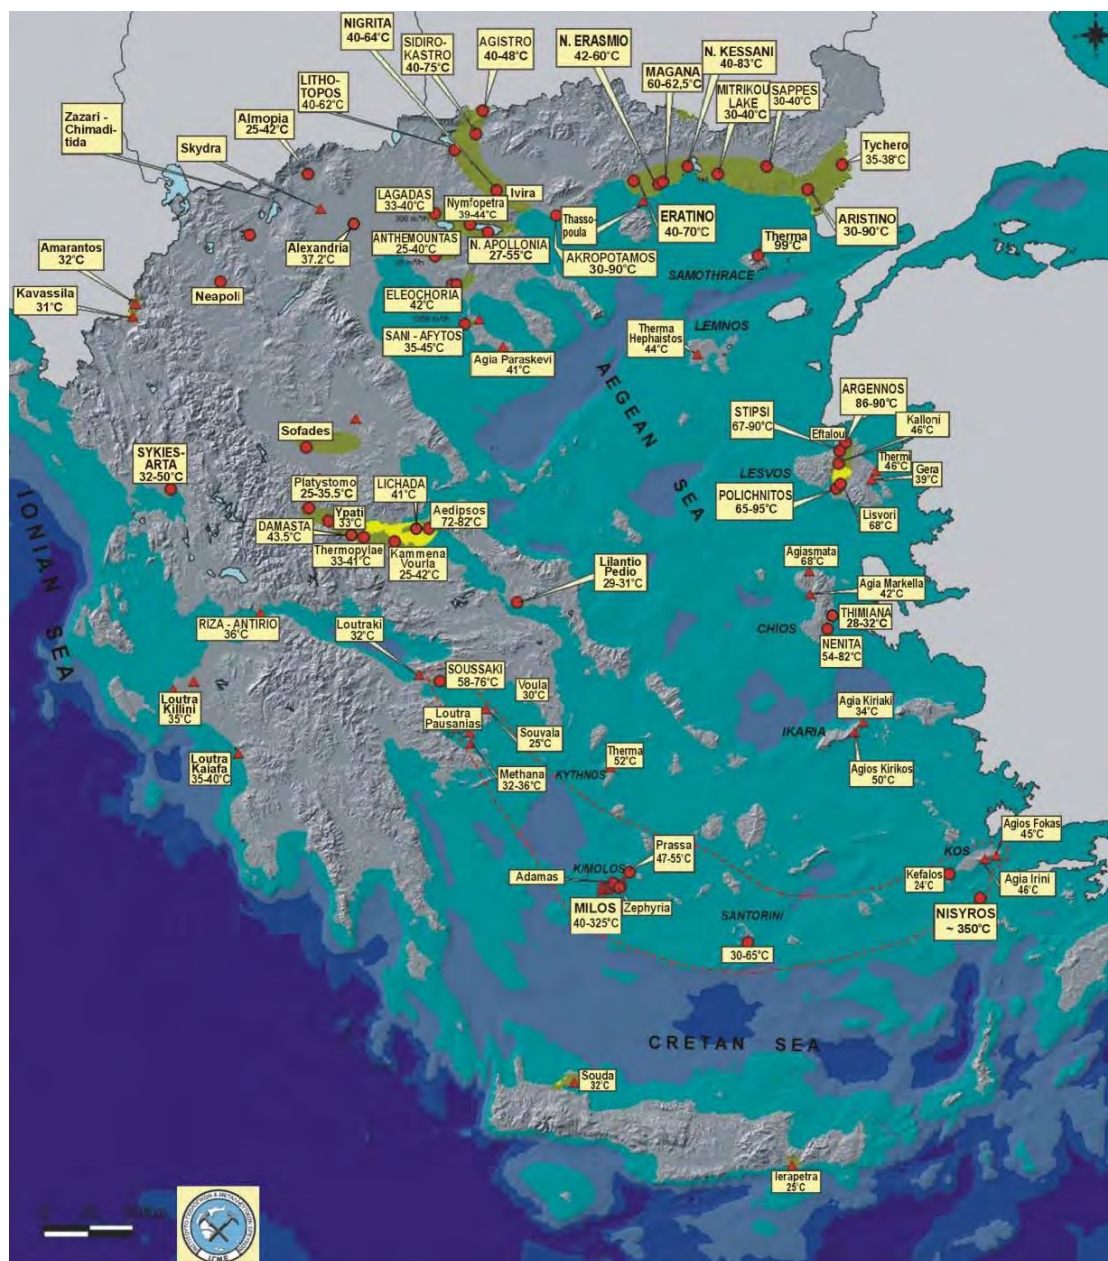 NIGRITA
40-64°C
SIDIRO-
KASTRO
40-75°C
AGISTRO
40-48°C
N. ERASMIO
42-60°C
N. KESSANI
40-83°C
MAGANA
60-62,5°C
MITRIKOU
LAKE
30-40°C
SAPPES
30-40°C
LITHO-
TOPOS
40-62°C
Zazari -
Chimadi-
tida
Almopia
25-42°C
Skydra
Tychero
35-38°C
LAGADAS
33-40°C
Nymfopetra
39-44°C
Ivira
Thasso-
poula
ERATINO
40-70°C
ARISTINO
30-90°C
Amarantos
32°C
Alexandria
37.2°C
ANTHEMOUNTAS
25-40°C
N. APOLLONIA
27-55°C
AKROPOTAMOS
30-90°C
Therma
99°C
SAMOTHRACE
Kavassila
31°C
Neapoli
ELEOCHORIA
42°C
SANI - AFYTOS
35-45°C
Agia Paraskevi
41°C
Therma
Hephaistos
44°C
LEMNOS
AEGEAN
SEA
ARGENNOS
86-90°C
STIPSI
67-90°C
Eftalou
Kalloni
46°C
LESVOS
Thermi
46°C
Gera
39°C
POLICHNITOS
65-95°C
Lisvori
68°C
Sofades
SYKIES-
ARTA
32-50°C
Platystomo
25-35.5°C
LICHADA
41°C
Ypati
33°C
Aedipsos
72-82°C
DAMASTA
43.5°C
Thermopylae
33-41°C
Kammena
Vourla
25-42°C
IONIAN
SEA
Lilantio
Pedio
29-31°C
Agiasmata
68°C
Agia Markella
42°C
THIMIANA
28-32°C
CHIOS
NENITA
54-82°C
RIZA - ANTIRIO
36°C
Loutraki
32°C
SOUSSAKI
58-76°C
Voula
30°C
Loutra
Killini
35°C
Loutra
Pausanias
Souvala
25°C
Agia Kiriaki
34°C
IKARIA
Agios Kirikos
50°C
Loutra
Kaiafa
35-40°C
Methana
32-36°C
Therma
52°C
KYTHNOS
Agios Fokas
45°C
KOS
Prassa
47-55°C
KIMOLOS
Adamas
Zephyria
MILOS
40-325°C
Kefalos
24°C
Agia Irini
46°C
NISYROS
~ 350°C
SANTORINI
30-65°C
CRETAN SEA
Souda
32°C
Ierapetra
25°C